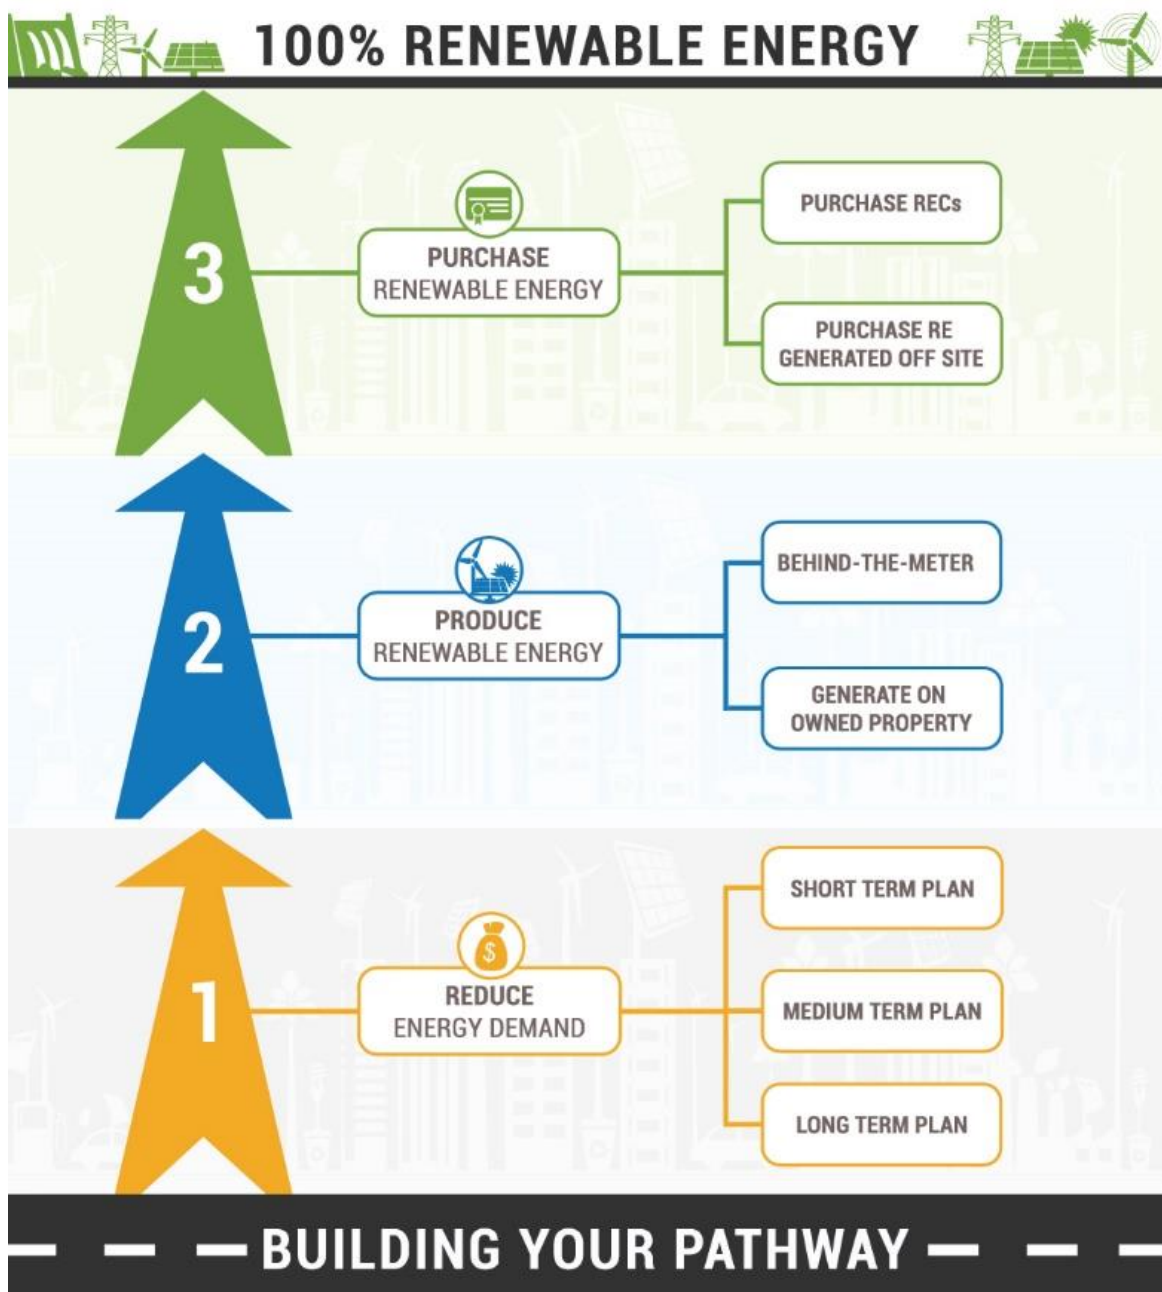 100% RENEWABLE ENERGY
3
PURCHASE
RENEWABLE ENERGY
PURCHASE RECs
PURCHASE RE
GENERATED OFF SITE
2
PRODUCE
RENEWABLE ENERGY
BEHIND-THE-METER
GENERATE ON
OWNED PROPERTY
1
$
REDUCE
ENERGY DEMAND
SHORT TERM PLAN
MEDIUM TERM PLAN
LONG TERM PLAN
BUILDING YOUR PATHWAY